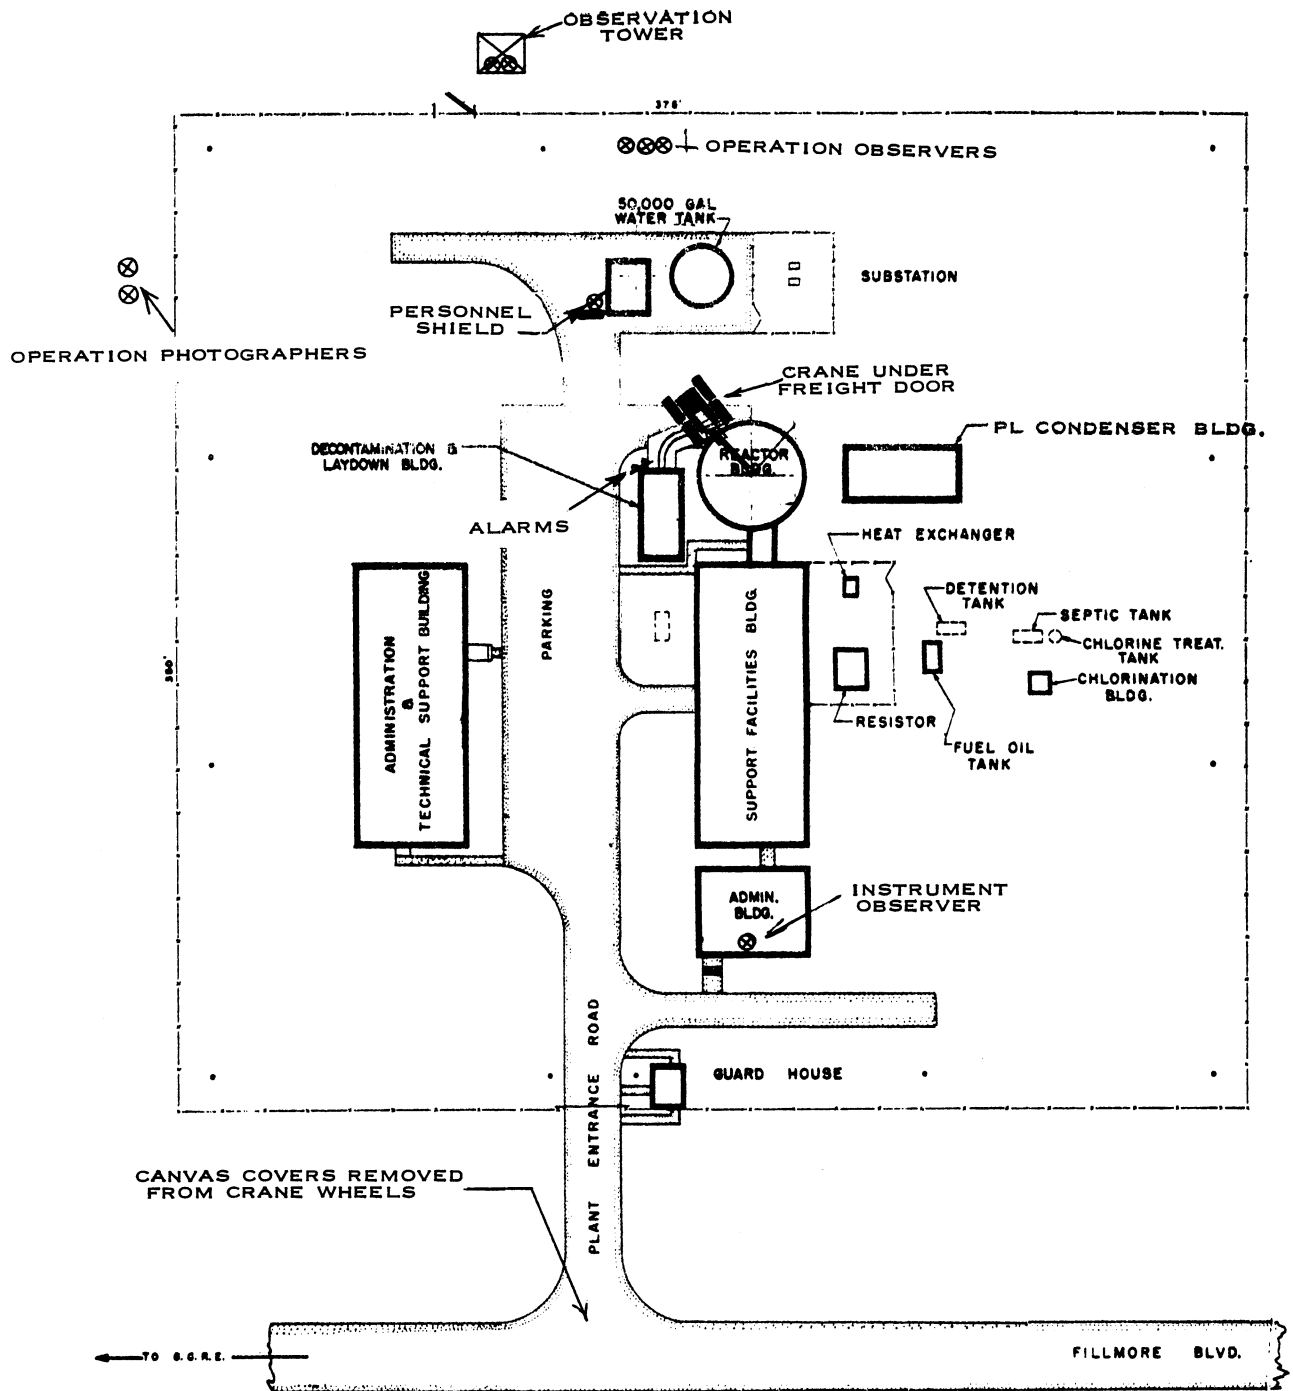 OBSERVATION
TOWER
375'
OPERATION OBSERVERS
50,000 GAL
WATER TANK
SUBSTATION
PERSONNEL
SHIELD
OPERATION PHOTOGRAPHERS
CRANE UNDER
FREIGHT DOOR
DECONTAMINATION &
LAYDOWN BLDG.
REACTOR
BLDG.
PL CONDENSER BLDG.
ALARMS
HEAT EXCHANGER
DETENTION
TANK
SEPTIC TANK
CHLORINE TREAT.
TANK
CHLORINATION
BLDG.
PARKING
ADMINISTRATION
&
TECHNICAL SUPPORT BUILDING
SUPPORT FACILITIES BLDG.
RESISTOR
FUEL OIL
TANK
350'
ADMIN.
BLDG.
INSTRUMENT
OBSERVER
PLANT ENTRANCE ROAD
GUARD HOUSE
CANVAS COVERS REMOVED
FROM CRANE WHEELS
TO G.C.R.E.
FILLMORE BLVD.